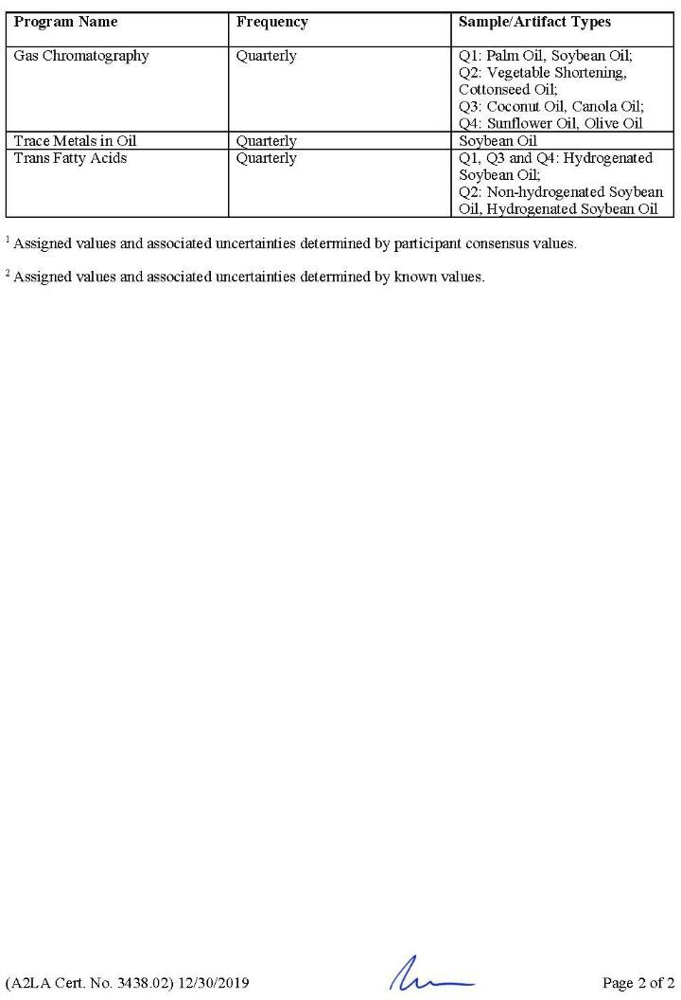 Program Name Frequency Sample/Artifact Types
Gas Chromatography Quarterly Q1: Palm Oil, Soybean Oil;
Q2: Vegetable Shortening,
Cottonseed Oil;
Q3: Coconut Oil, Canola Oil;
Q4: Sunflower Oil, Olive Oil
Trace Metals in Oil Quarterly Soybean Oil
Trans Fatty Acids Quarterly Q1, Q3 and Q4: Hydrogenated
Soybean Oil;
Q2: Non-hydrogenated Soybean
Oil, Hydrogenated Soybean Oil
1 Assigned values and associated uncertainties determined by participant consensus values.
2 Assigned values and associated uncertainties determined by known values.
(A2LA Cert. No. 3438.02) 12/30/2019 Page 2 of 2